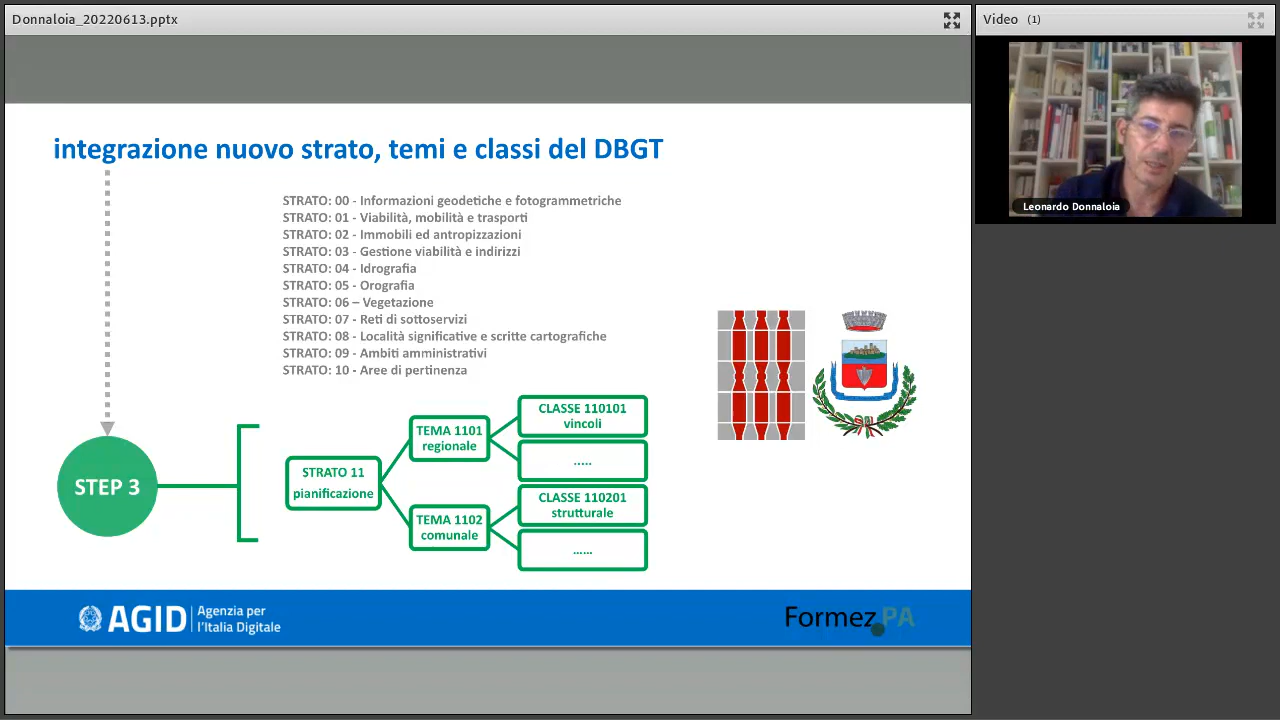 Donnaloia_20220613.pptx
Video (1)
Leonardo Donnaloia
integrazione nuovo strato, temi e classi del DBGT
STRATO: 00 - Informazioni geodetiche e fotogrammetriche
STRATO: 01 - Viabilità, mobilità e trasporti
STRATO: 02 - Immobili ed antropizzazioni
STRATO: 03 - Gestione viabilità e indirizzi
STRATO: 04 - Idrografia
STRATO: 05 - Orografia
STRATO: 06 – Vegetazione
STRATO: 07 - Reti di sottoservizi
STRATO: 08 - Località significative e scritte cartografiche
STRATO: 09 - Ambiti amministrativi
STRATO: 10 - Aree di pertinenza
STEP 3
STRATO 11
pianificazione
TEMA 1101
regionale
CLASSE 110101
vincoli
.....
TEMA 1102
comunale
CLASSE 110201
strutturale
......
AGID
Agenzia per
l'Italia Digitale
Formez PA